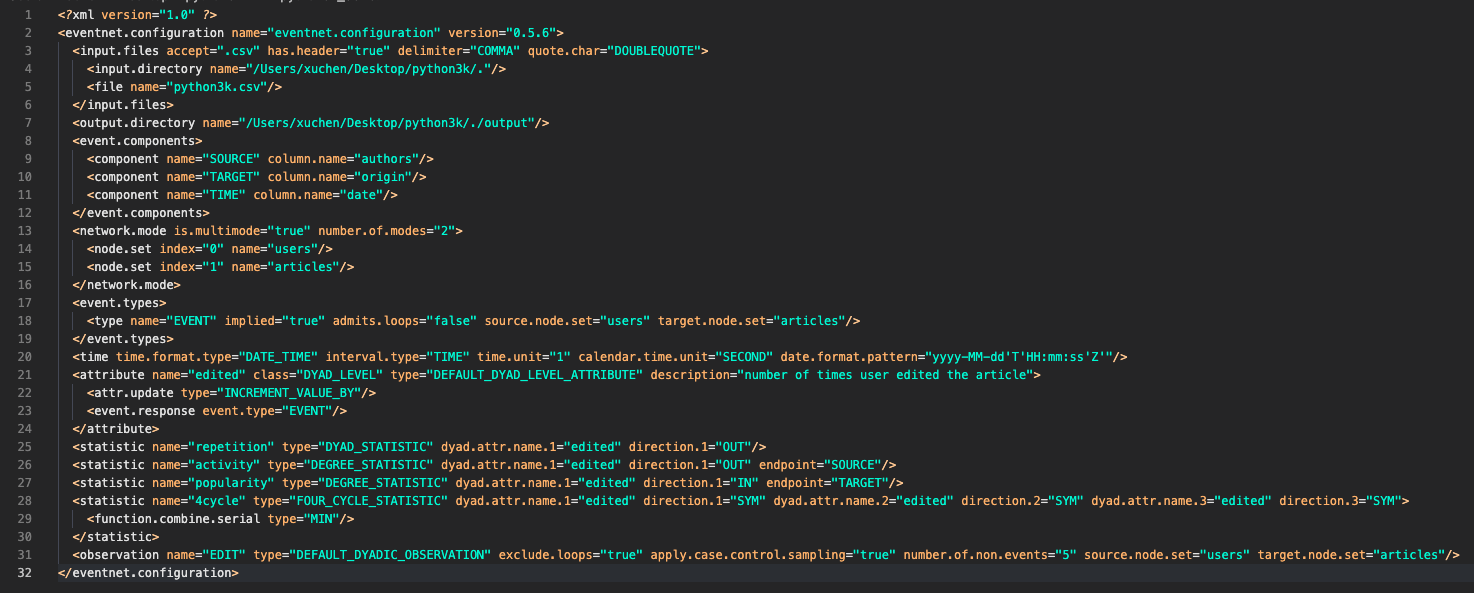 1 <?xml version="1.0" ?>
2 <eventnet.configuration name="eventnet.configuration" version="0.5.6">
3 <input.files accept=".csv" has.header="true" delimiter="COMMA" quote.char="DOUBLEQUOTE">
4 <input.directory name="/Users/xuchen/Desktop/python3k/."/>
5 <file name="python3k.csv"/>
6 </input.files>
7 <output.directory name="/Users/xuchen/Desktop/python3k/./output"/>
8 <event.components>
9 <component name="SOURCE" column.name="authors"/>
10 <component name="TARGET" column.name="origin"/>
11 <component name="TIME" column.name="date"/>
12 </event.components>
13 <network.mode is.multimode="true" number.of.modes="2">
14 <node.set index="0" name="users"/>
15 <node.set index="1" name="articles"/>
16 </network.mode>
17 <event.types>
18 <type name="EVENT" implied="true" admits.loops="false" source.node.set="users" target.node.set="articles"/>
19 </event.types>
20 <time time.format.type="DATE_TIME" interval.type="TIME" time.unit="1" calendar.time.unit="SECOND" date.format.pattern="yyyy-MM-dd'T'HH:mm:ss'Z'"/>
21 <attribute name="edited" class="DYAD_LEVEL" type="DEFAULT_DYAD_LEVEL_ATTRIBUTE" description="number of times user edited the article">
22 <attr.update type="INCREMENT_VALUE_BY"/>
23 <event.response event.type="EVENT"/>
24 </attribute>
25 <statistic name="repetition" type="DYAD_STATISTIC" dyad.attr.name.1="edited" direction.1="OUT"/>
26 <statistic name="activity" type="DEGREE_STATISTIC" dyad.attr.name.1="edited" direction.1="OUT" endpoint="SOURCE"/>
27 <statistic name="popularity" type="DEGREE_STATISTIC" dyad.attr.name.1="edited" direction.1="IN" endpoint="TARGET"/>
28 <statistic name="4cycle" type="FOUR_CYCLE_STATISTIC" dyad.attr.name.1="edited" direction.1="SYM" dyad.attr.name.2="edited" direction.2="SYM" dyad.attr.name.3="edited" direction.3="SYM">
29 <function.combine.serial type="MIN"/>
30 </statistic>
31 <observation name="EDIT" type="DEFAULT_DYADIC_OBSERVATION" exclude.loops="true" apply.case.control.sampling="true" number.of.non.events="5" source.node.set="users" target.node.set="articles"/>
32 </eventnet.configuration>